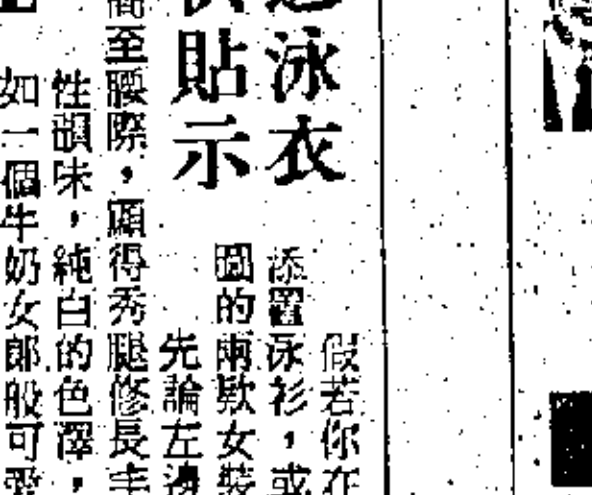 泳衣
貼示
假若你在
添置泳衫，或
圖的兩款女裝
先論左邊
至腰際，顯得秀腿修長
性韻味，純白的色澤，
如一個牛奶女郎般可愛